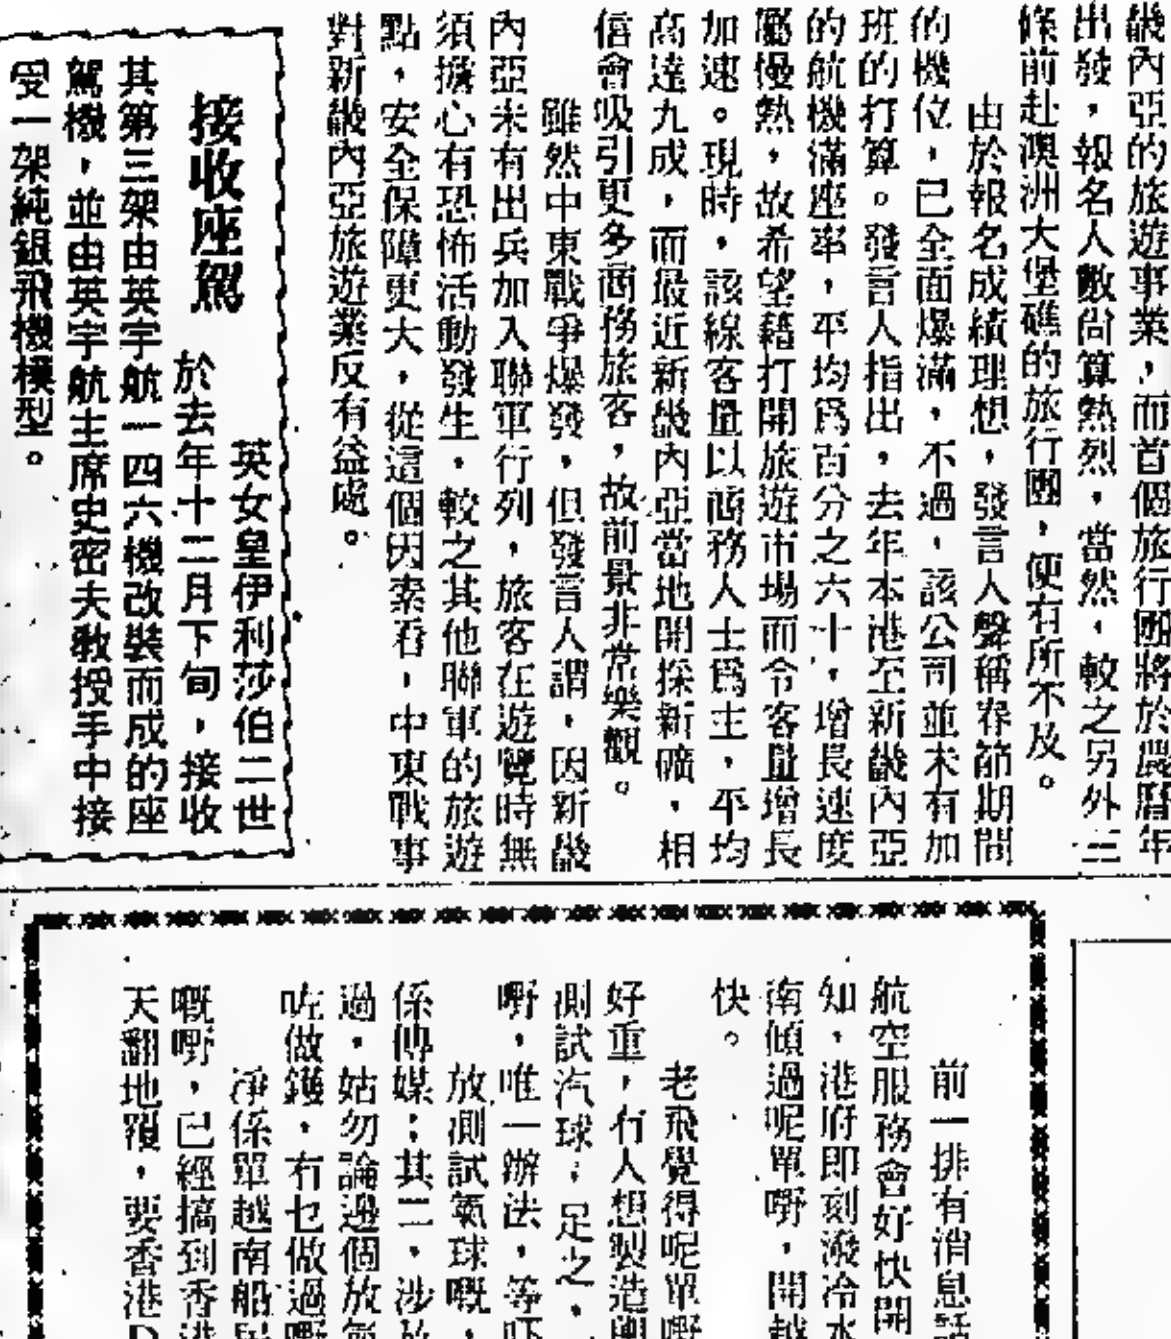 畿內亞的旅遊事業，而首個旅行團將於農曆年
出發，報名人數尚算熱烈，當然，較之另外三
條前赴澳洲大堡礁的旅行團，便有所不及。
由於報名成績理想，發言人聲稱春節期間
的機位，已全面爆滿，不過，該公司並未有加
班的打算。發言人指出，去年本港至新畿內亞
的航機滿座率，平均爲百分之六十，增長速度
屬慢熱，故希望藉打開旅遊市場而令客量增長
加速。現時，該線客量以商務人士爲主，平均
高達九成，而最近新畿內亞當地開採新礦，相
信會吸引更多商務旅客，故前景非常樂觀。
雖然中東戰爭爆發，但發言人謂，因新畿
內亞未有出兵加入聯軍行列，旅客在遊覽時無
須擔心有恐怖活動發生，較之其他聯軍的旅遊
點，安全保障更大，從這個因素看，中東戰事
對新畿內亞旅遊業反有益處。
接收座駕
英女皇伊利莎伯二世
於去年十二月下旬，接收
其第三架由英宇航一四六機改裝而成的座
駕機，並由英宇航主席史密夫教授手中接
受一架純銀飛機模型。
前一排有消息話
航空服務會好快開
知，港府即刻潑冷水
南傾過呢單嘢，開越
快。
老飛覺得呢單嘢
好重，有人想製造輿
測試汽球，足之，
嘢，唯一辦法，等吓
放測試氣球嘅，
係傳媒；其二，涉及
過，姑勿論邊個放氣
咗做鑊，冇乜做過嘢
淨係單越南船民
嘅嘢，已經搞到香港
天翻地覆，要香港